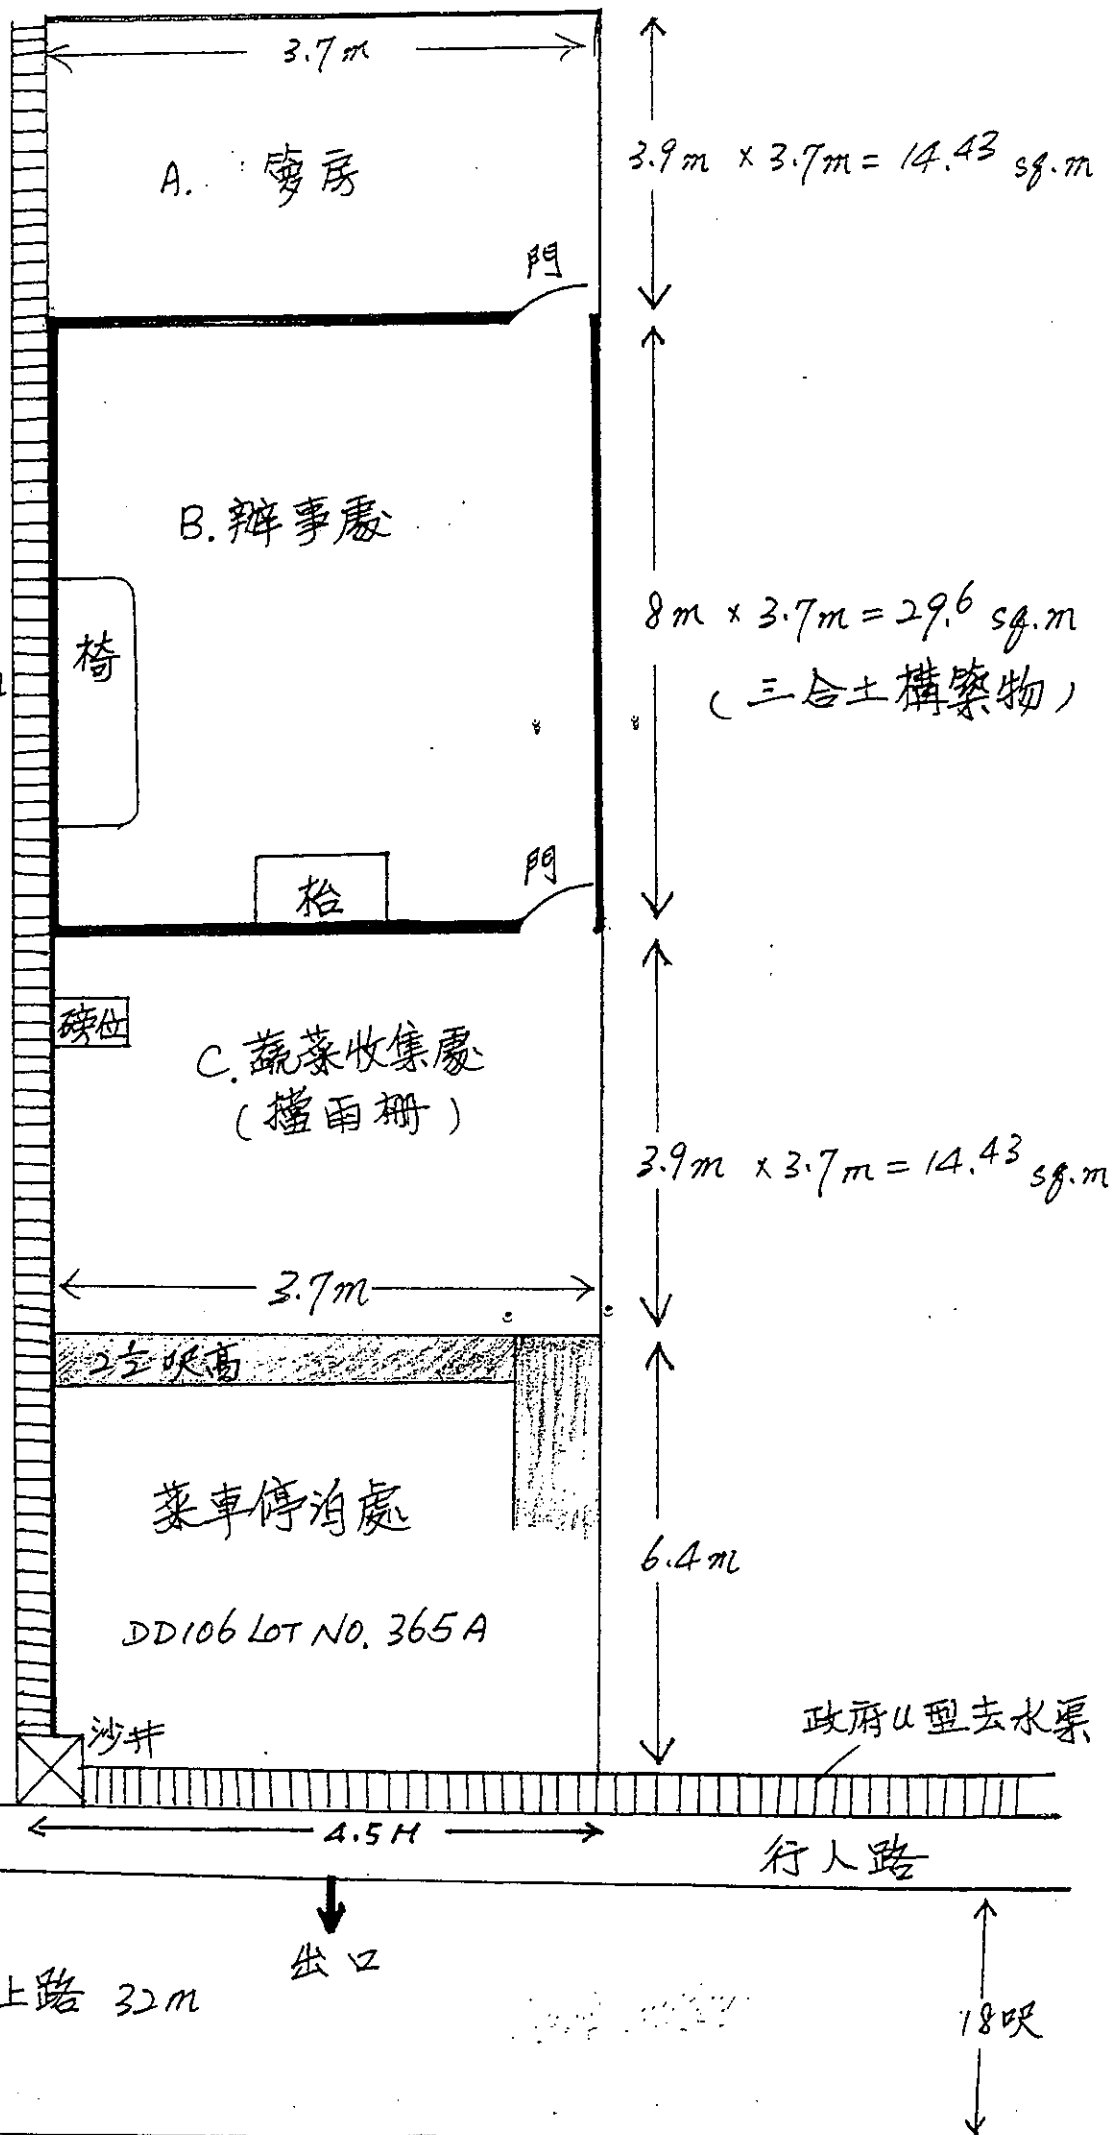 3.7m
A. 籮房
3.9m × 3.7m = 14.43 sq.m
門
B. 辦事處
椅
8m × 3.7m = 29.6 sq.m
(三合土構築物)
枱
門
磅位
C. 蔬菜收集處
(擋雨棚)
3.9m × 3.7m = 14.43 sq.m
3.7m
2½呎高
菜車停泊處
6.4m
DD106 LOT NO. 365A
沙井
政府U型去水渠
4.5M
行人路
出口
上路 32m
18呎